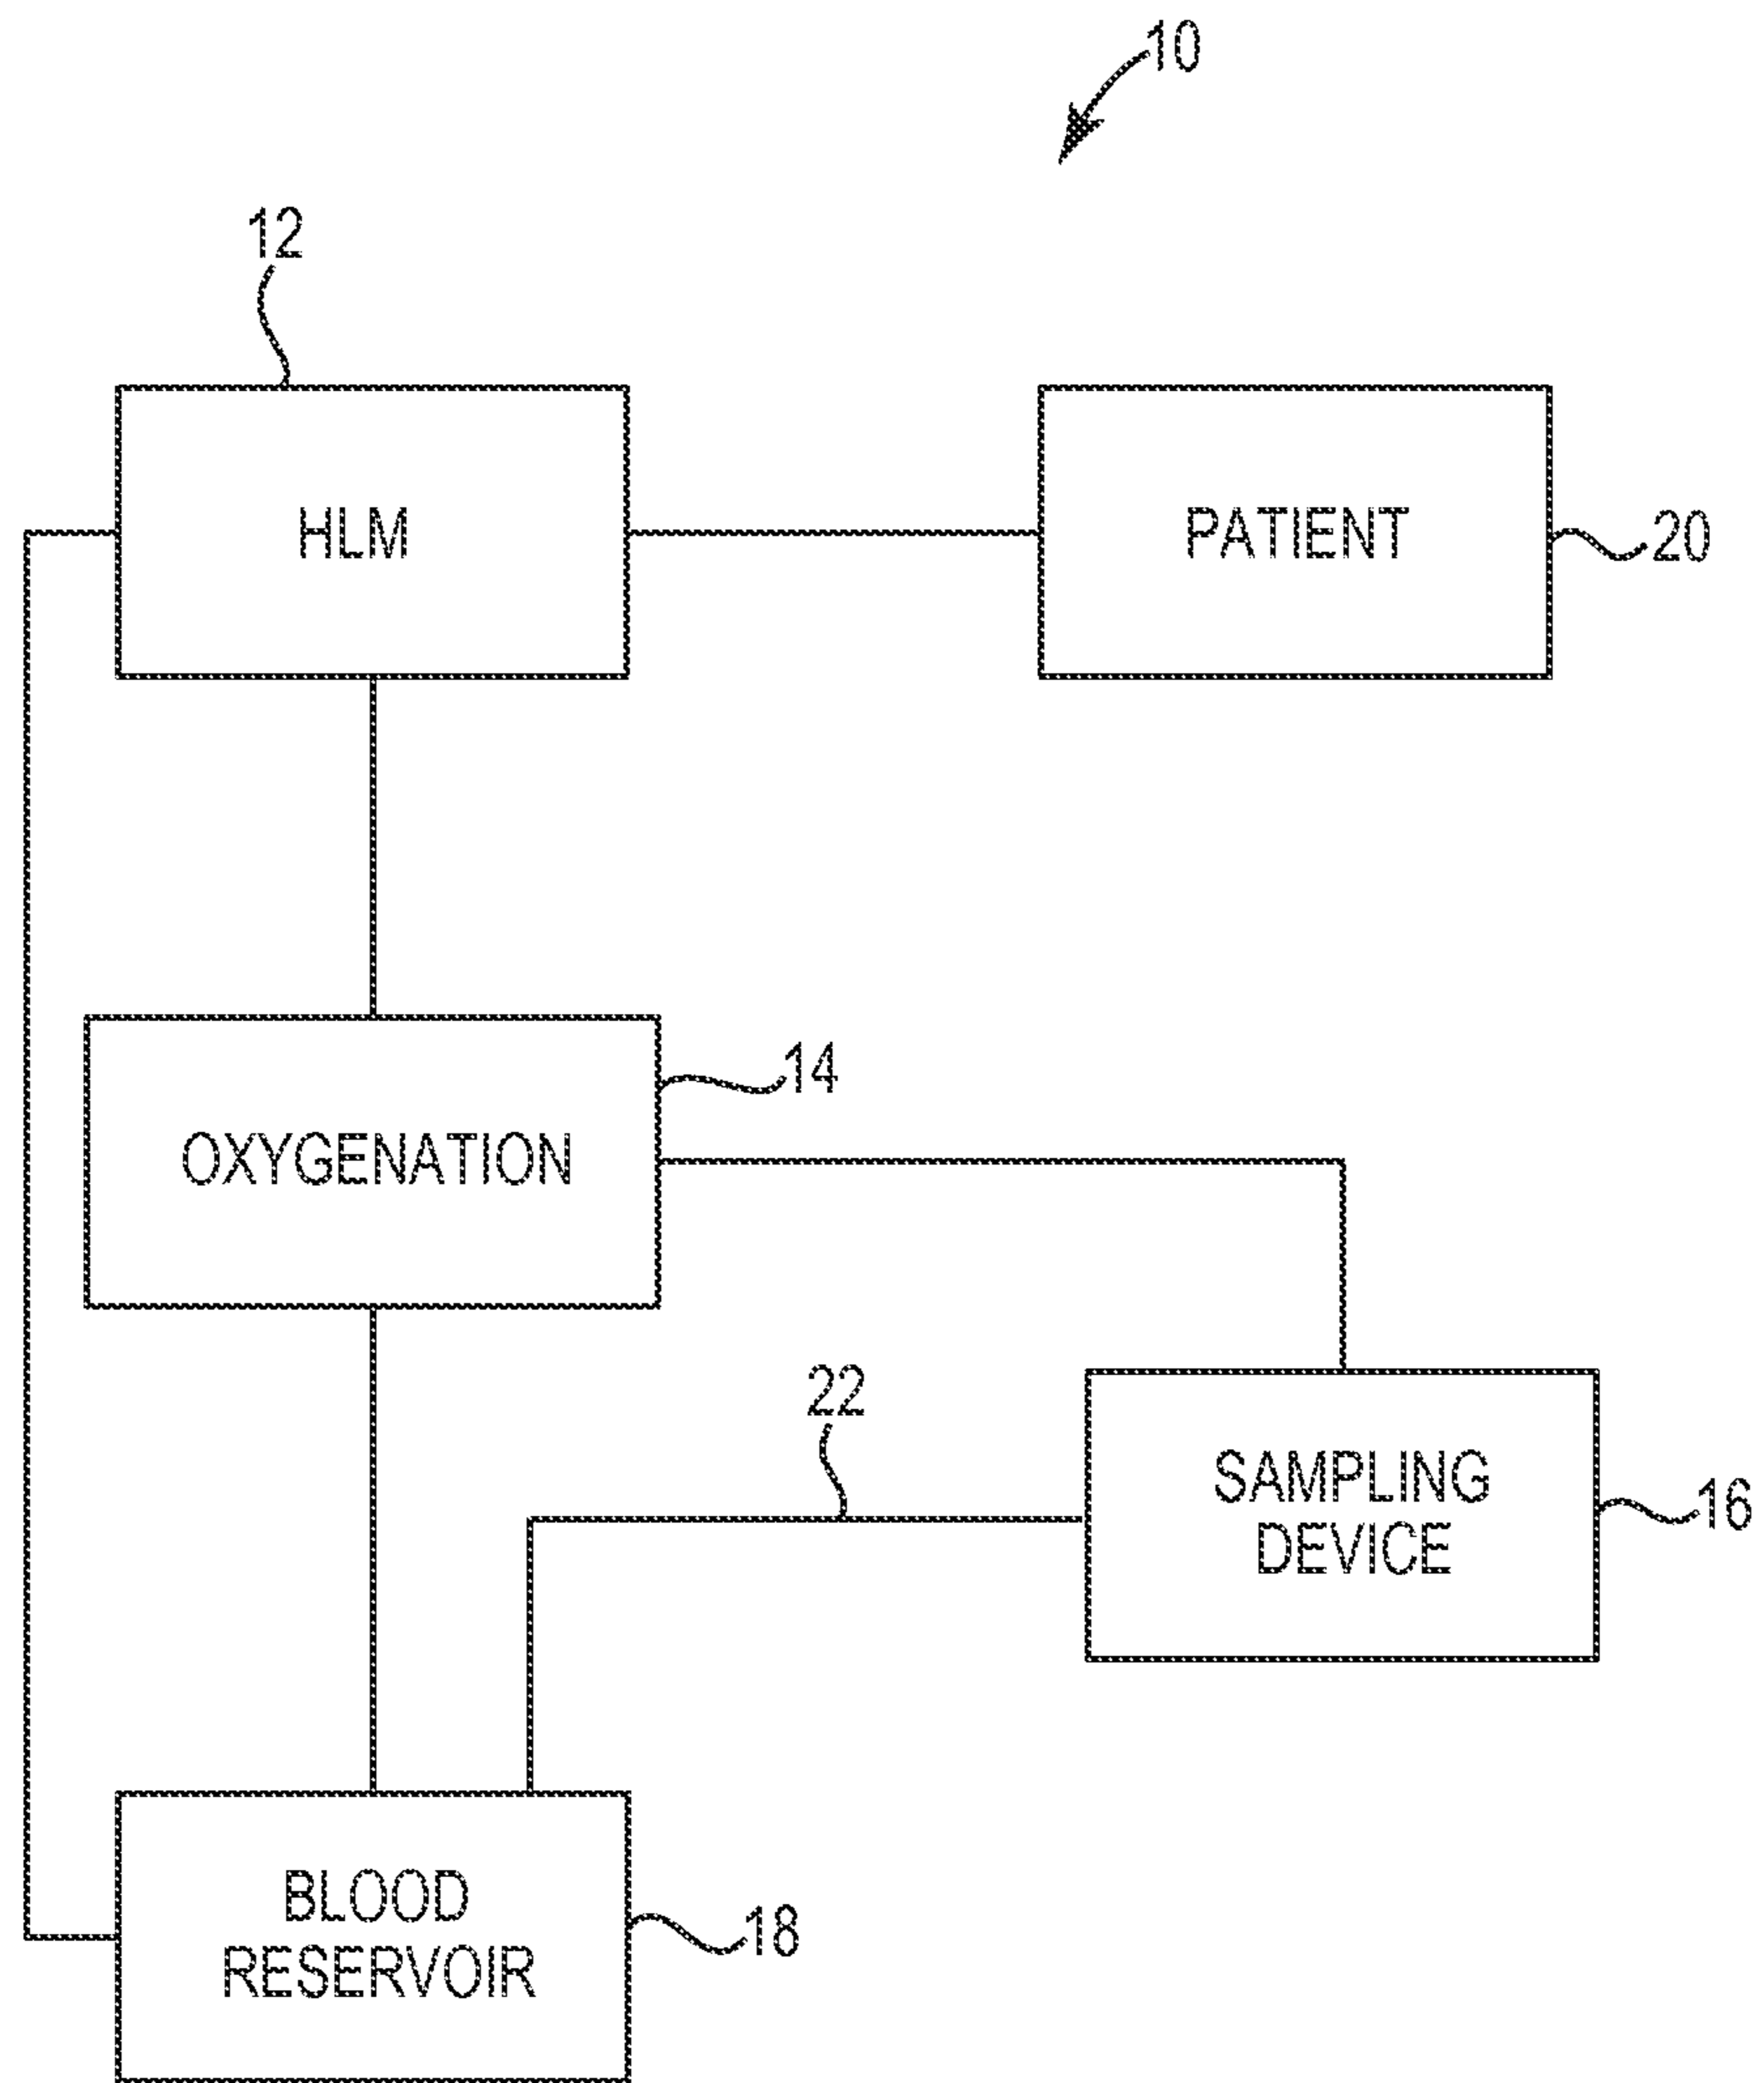 10
12
HLM
PATIENT
20
14
OXYGENATION
22
SAMPLING
DEVICE
16
BLOOD
RESERVOIR
18